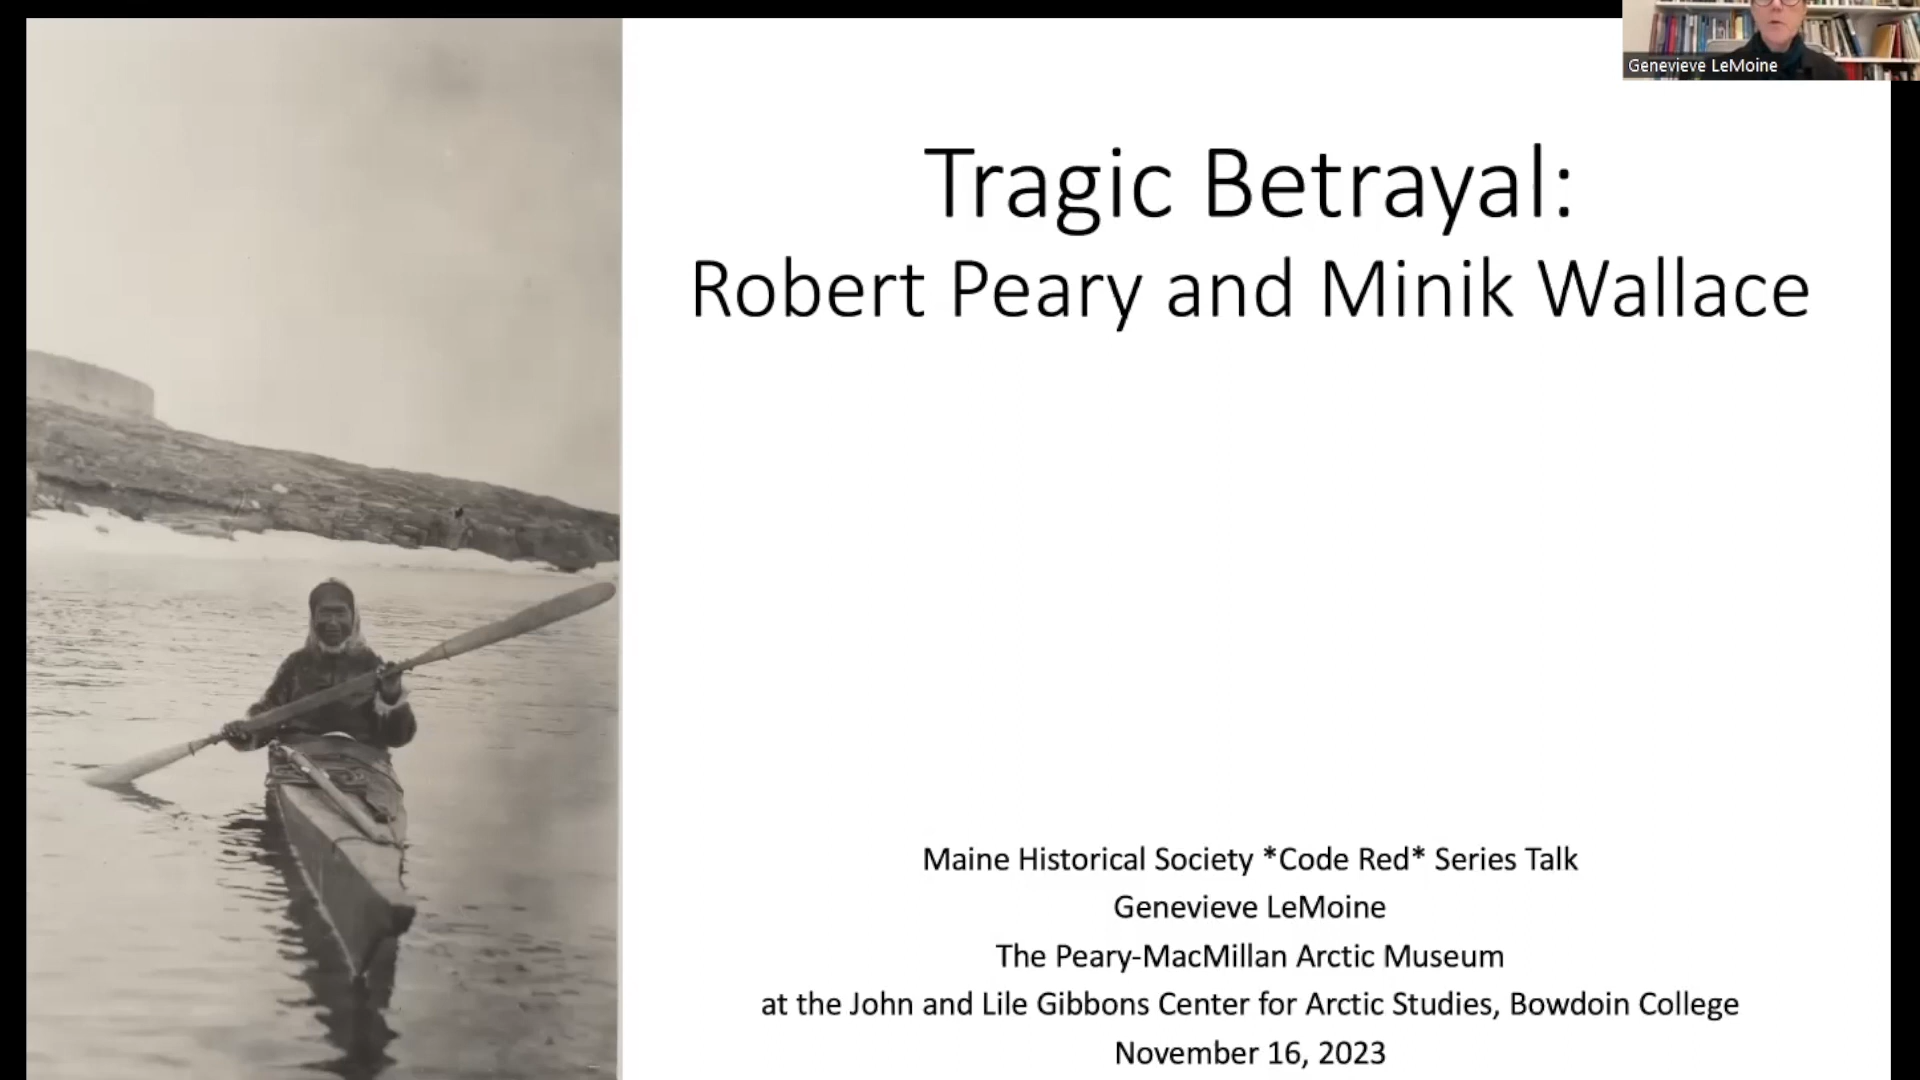 Genevieve LeMoine
Tragic Betrayal:
Robert Peary and Minik Wallace
Maine Historical Society *Code Red* Series Talk
Genevieve LeMoine
The Peary-MacMillan Arctic Museum
at the John and Lile Gibbons Center for Arctic Studies, Bowdoin College
November 16, 2023